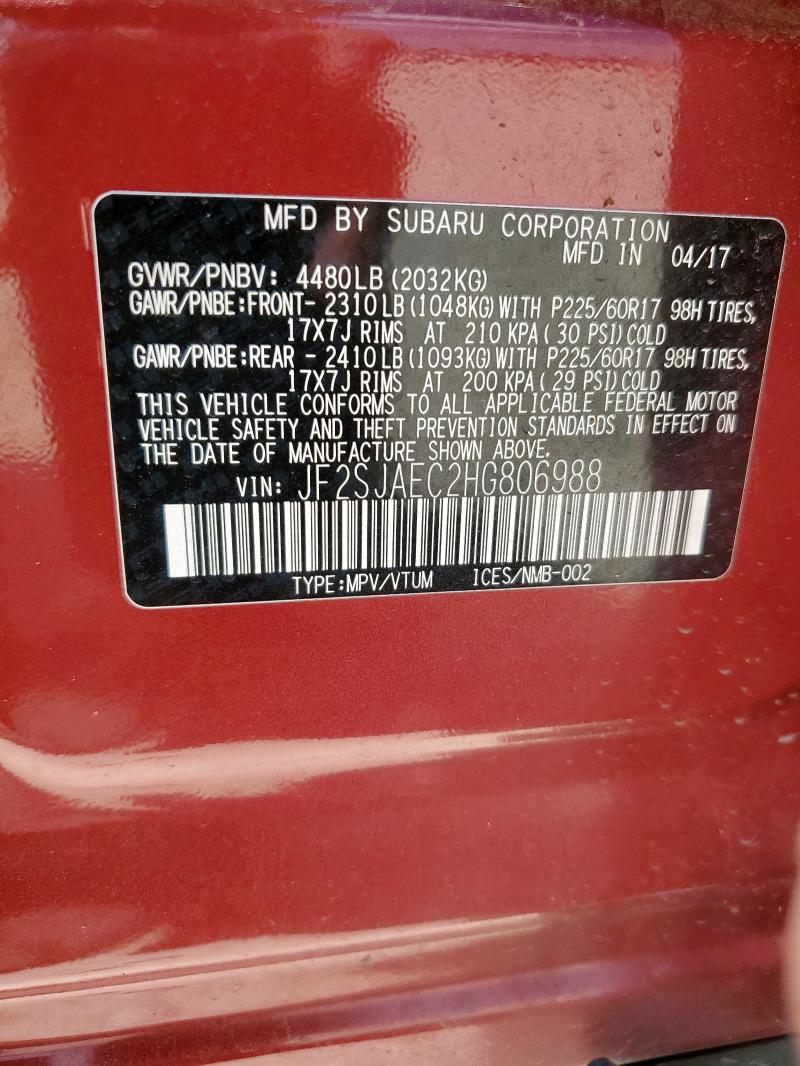 MFD BY SUBARU CORPORATION
MFD IN 04/17
GVWR/PNBV: 4480LB (2032KG)
GAWR/PNBE:FRONT- 2310LB (1048KG) WITH P225/60R17 98H TIRES,
17X7J RIMS AT 210 KPA ( 30 PSI) COLD
GAWR/PNBE:REAR - 2410LB (1093KG) WITH P225/60R17 98H TIRES,
17X7J RIMS AT 200 KPA ( 29 PSI) COLD
THIS VEHICLE CONFORMS TO ALL APPLICABLE FEDERAL MOTOR
VEHICLE SAFETY AND THEFT PREVENTION STANDARDS IN EFFECT ON
THE DATE OF MANUFACTURE SHOWN ABOVE.
VIN: JF2SJAEC2HG806988
TYPE:MPV/VTUM ICES/NMB-002